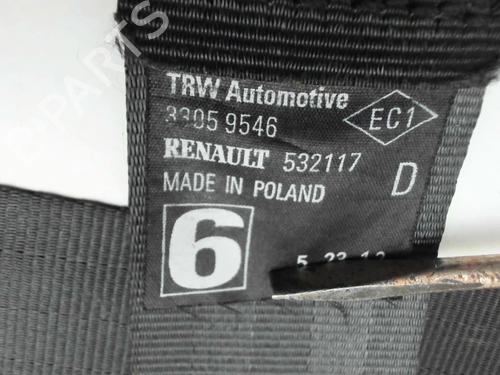 TRW Automotive
3305 9546
EC1
RENAULT 532117
D
MADE IN POLAND
6